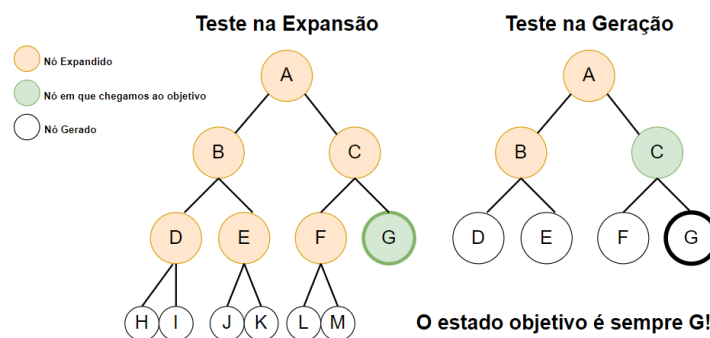 Teste na Expansão
Teste na Geração
Nó Expandido
Nó em que chegamos ao objetivo
Nó Gerado
A
B
C
D
E
F
G
H
I
J
K
L
M
A
B
C
D
E
F
G
O estado objetivo é sempre G!